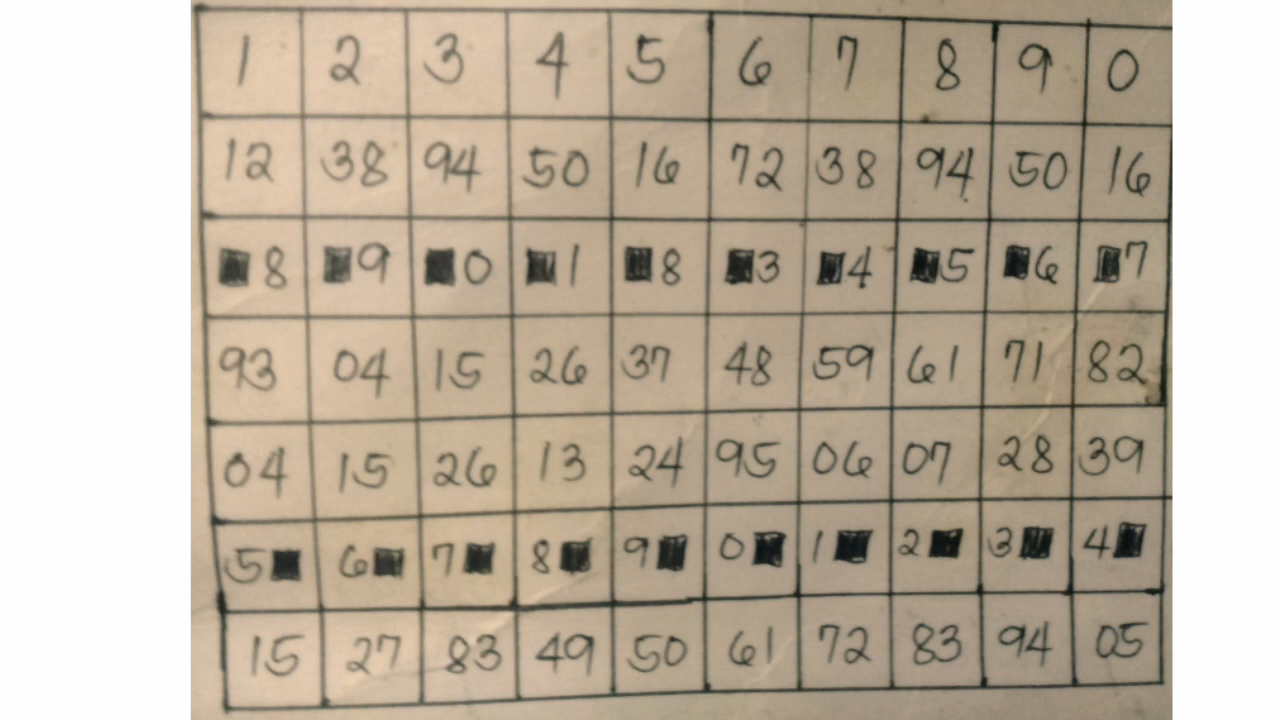 1 2 3 4 5 6 7 8 9 0
12 38 94 50 16 72 38 94 50 16
■8 ■9 ■0 ■1 ■8 ■3 ■4 ■5 ■6 ■7
93 04 15 26 37 48 59 61 71 82
04 15 26 13 24 95 06 07 28 39
5■ 6■ 7■ 8■ 9■ 0■ 1■ 2■ 3■ 4■
15 27 83 49 50 61 72 83 94 05